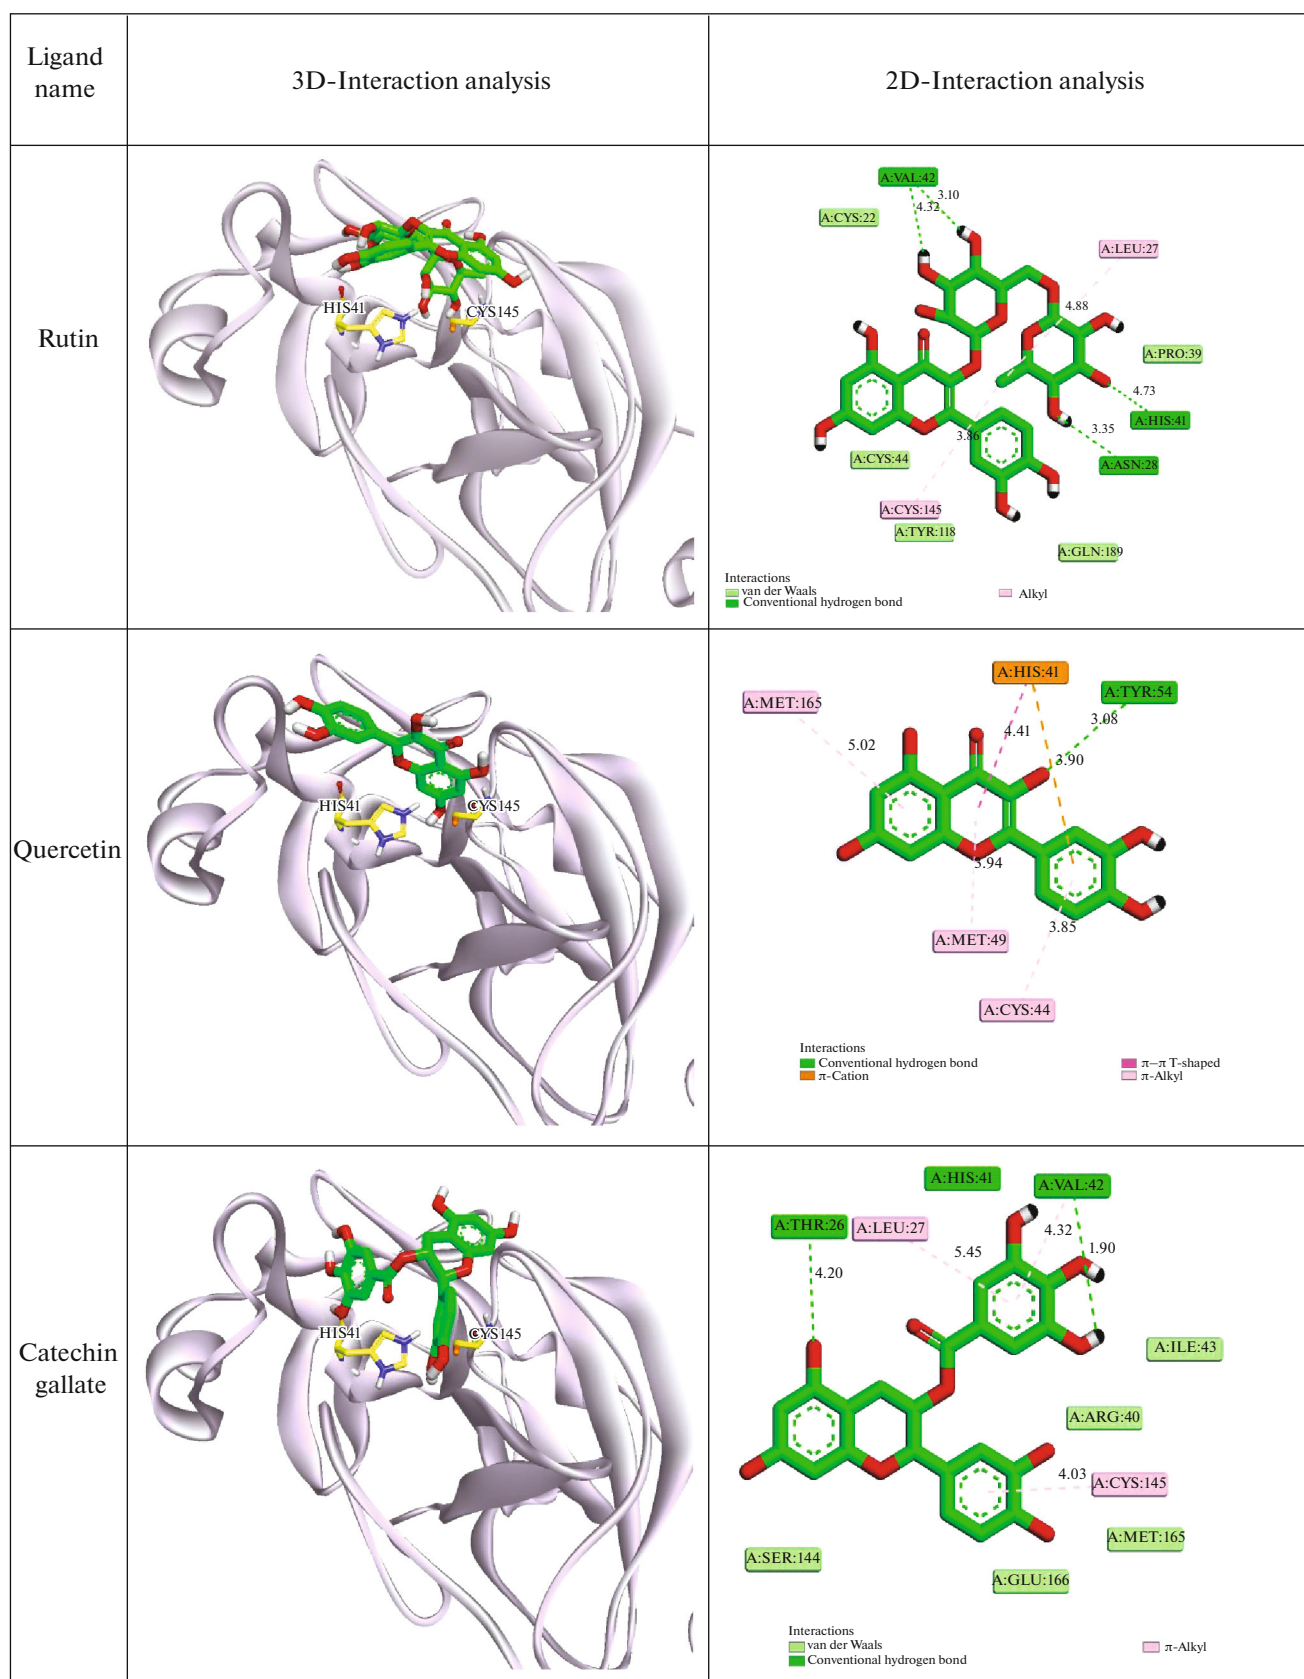 Ligand
name
3D-Interaction analysis
2D-Interaction analysis
Rutin
HIS41
CYS145
A:VAL:42
3.10
4.32
A:CYS:22
A:LEU:27
4.88
A:PRO:39
4.73
A:HIS:41
3.35
3.86
A:CYS:44
A:ASN:28
A:CYS:145
A:TYR:118
A:GLN:189
Interactions
van der Waals
Conventional hydrogen bond
Alkyl
Quercetin
HIS41
CYS145
A:HIS:41
A:TYR:54
A:MET:165
3.08
4.41
5.02
3.90
3.94
3.85
A:MET:49
A:CYS:44
Interactions
Conventional hydrogen bond
π-Cation
π–π T-shaped
π-Alkyl
Catechin
gallate
HIS41
CYS145
A:HIS:41
A:VAL:42
A:THR:26
A:LEU:27
4.32
5.45
1.90
4.20
A:ILE:43
A:ARG:40
4.03
A:CYS:145
A:MET:165
A:SER:144
A:GLU:166
Interactions
van der Waals
Conventional hydrogen bond
π-Alkyl